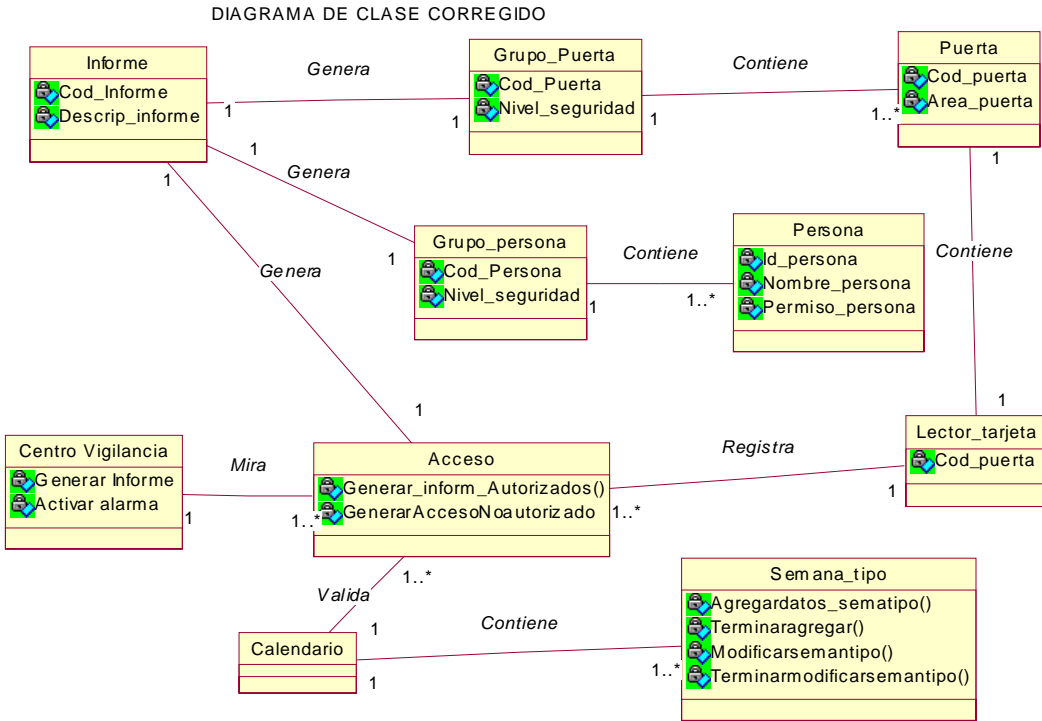 DIAGRAMA DE CLASE CORREGIDO
Informe
Cod_Informe
Descrip_informe
Genera
1
1
Grupo_Puerta
Cod_Puerta
Nivel_seguridad
Contiene
1
1..*
Puerta
Cod_puerta
Area_puerta
1
Genera
1
1
Grupo_persona
Cod_Persona
Nivel_seguridad
Contiene
1
1..*
Persona
Id_persona
Nombre_persona
Permiso_persona
Contiene
1
1
Genera
1
Centro Vigilancia
Generar Informe
Activar alarma
Mira
1
1..*
Acceso
Generar_inform_Autorizados()
GenerarAccesoNoautorizado
Registra
1..*
1
Lector_tarjeta
Cod_puerta
1..*
Valida
1
Calendario
Contiene
1
1..*
Semana_tipo
Agregardatos_sematipo()
Terminaragregar()
Modificarsemantipo()
Terminarmodificarsemantipo()